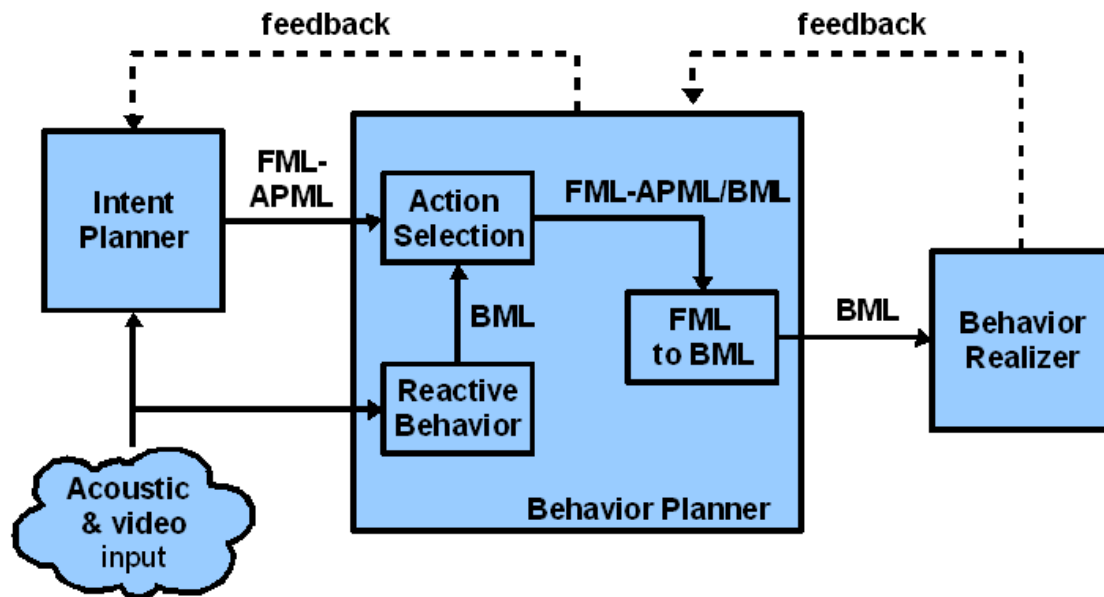 feedback
feedback
FML-
APML
Intent
Planner
Action
Selection
FML-APML/BML
BML
FML
to BML
BML
Behavior
Realizer
Reactive
Behavior
Acoustic
& video
input
Behavior Planner